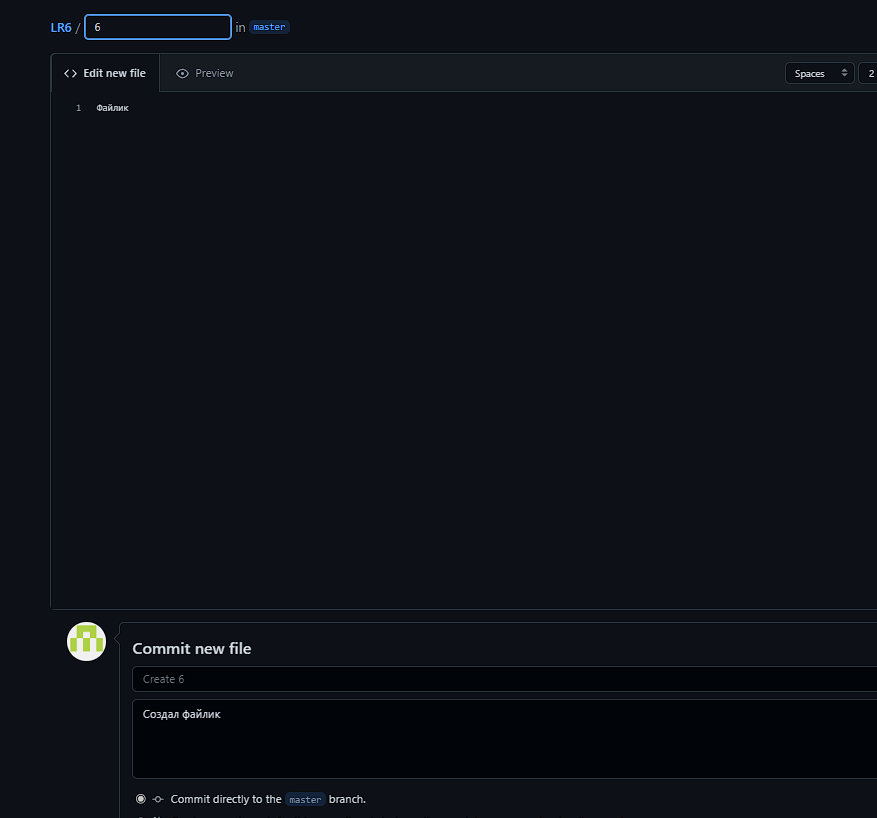 LR6 / 6 in master
Edit new file Preview Spaces 2
1 Файлик
Commit new file
Create 6
Создал файлик
Commit directly to the master branch.